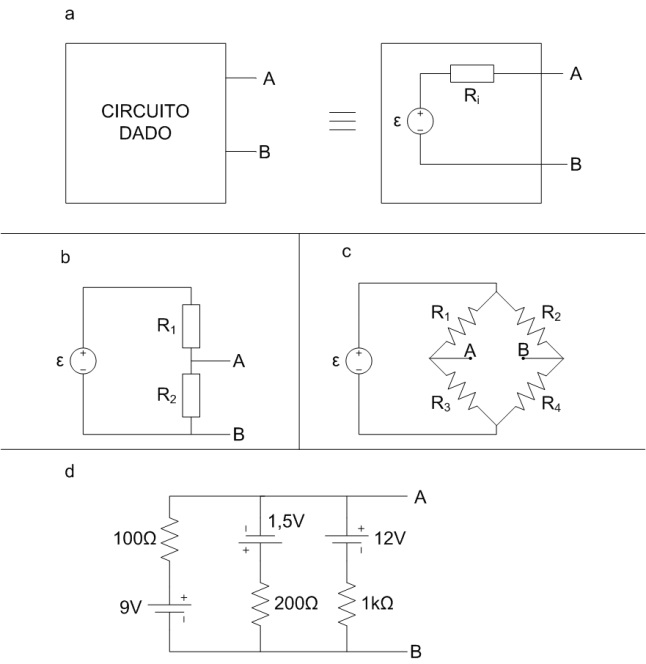 a
CIRCUITO
DADO
A
B
ε
+
−
Ri
A
B
b
ε
+
−
R1
R2
A
B
c
ε
+
−
R1
R2
A
B
R3
R4
d
100Ω
9V
+
−
−
1,5V
+
200Ω
+
12V
−
1kΩ
A
B